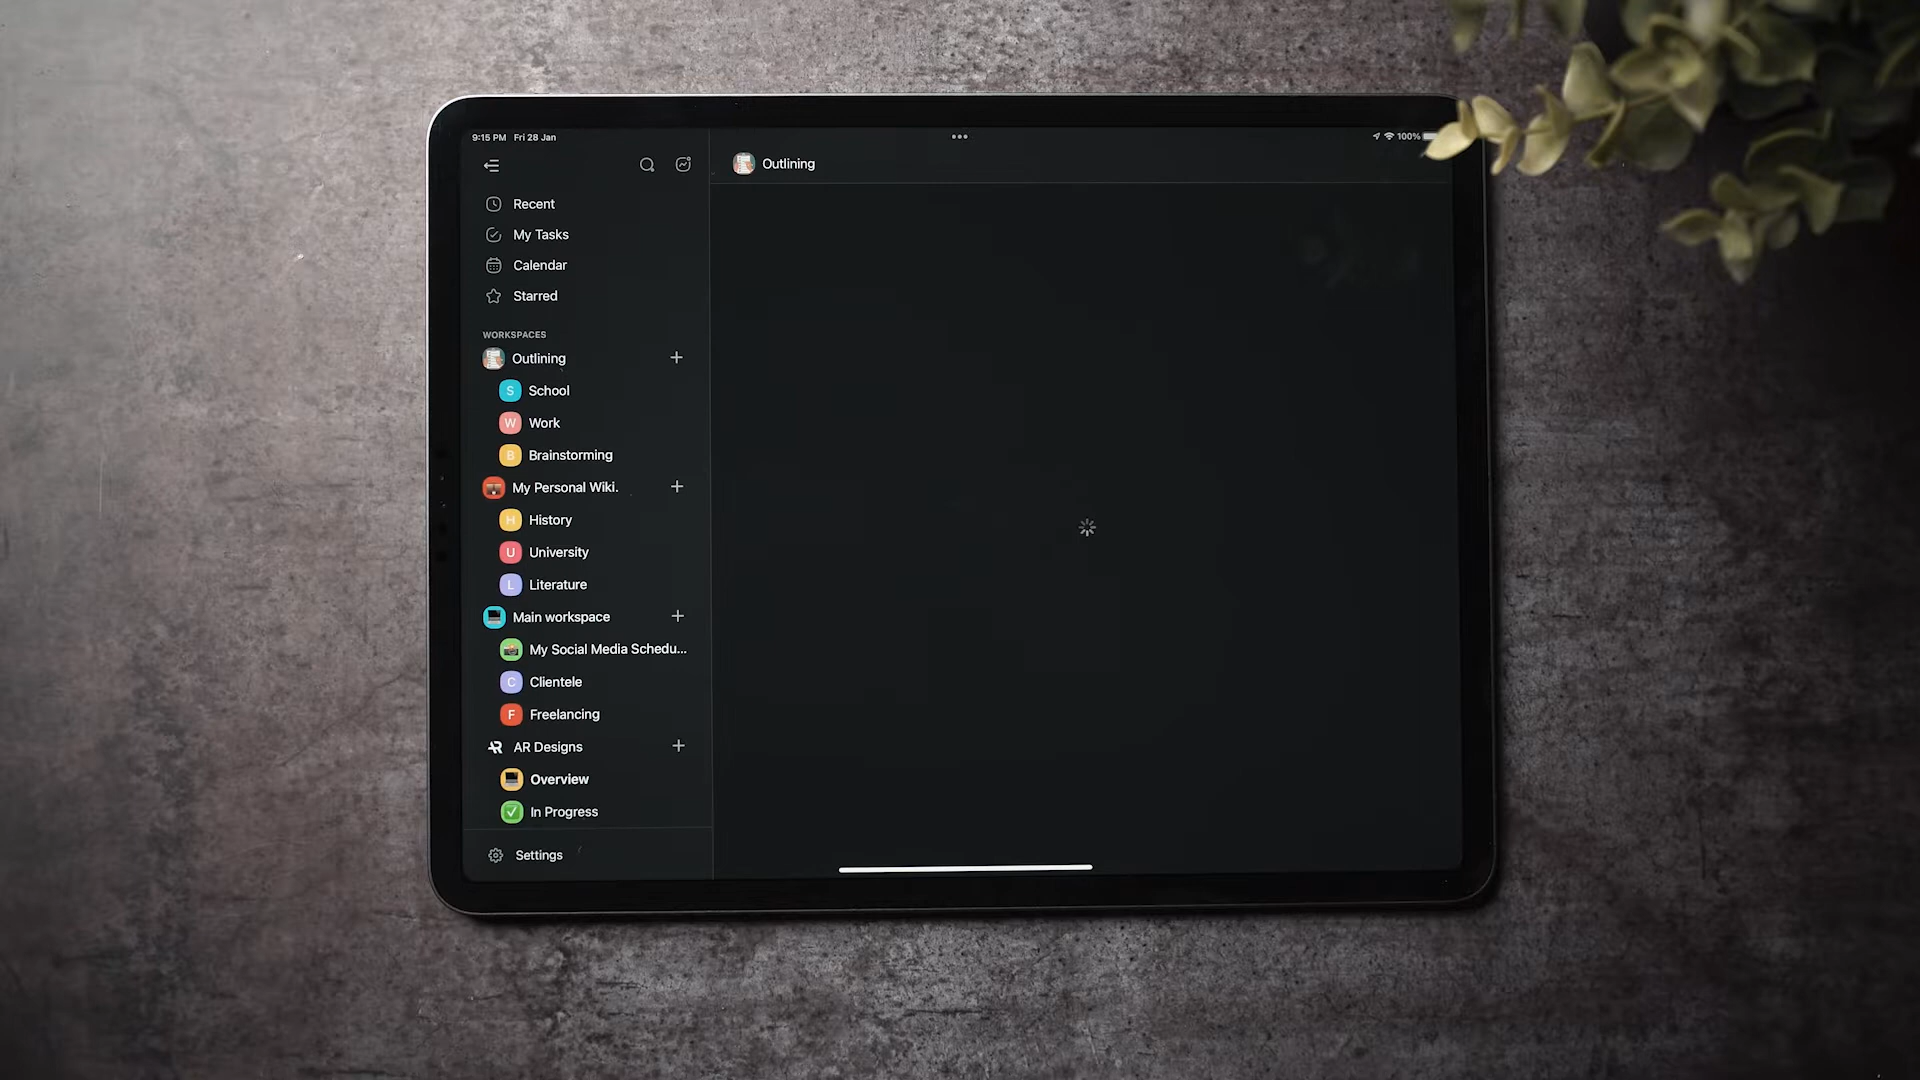 9:15 PM Fri 28 Jan
100%
Outlining
Recent
My Tasks
Calendar
Starred
WORKSPACES
Outlining
S School
W Work
B Brainstorming
My Personal Wiki.
H History
U University
L Literature
Main workspace
My Social Media Schedu...
C Clientele
F Freelancing
AR Designs
Overview
In Progress
Settings